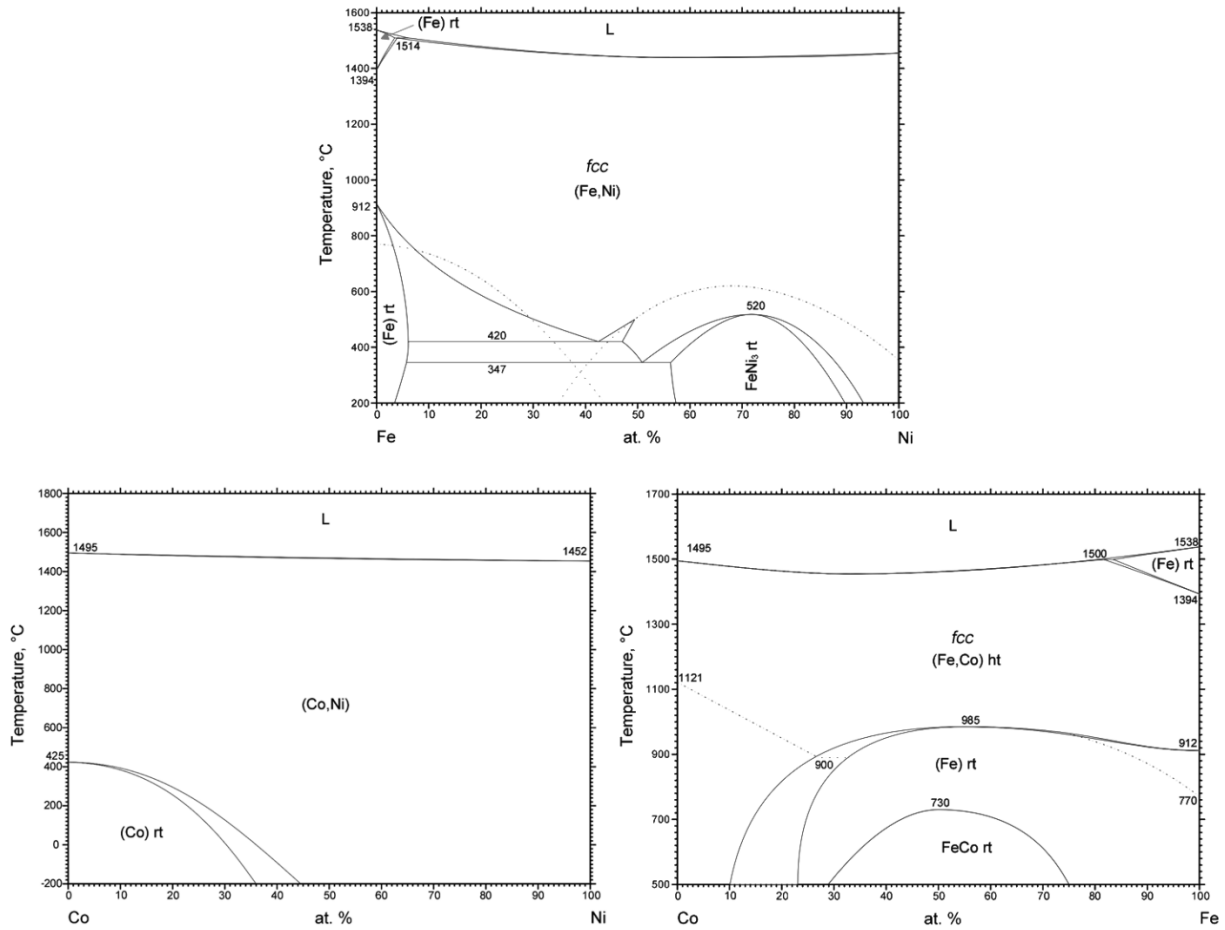 1600
1538
(Fe) rt
L
1514
1400
1394
1200
fcc
(Fe,Ni)
1000
912
800
600
520
(Fe) rt
FeNi₃ rt
420
400
347
200
0 10 20 30 40 50 60 70 80 90 100
Fe at. % Ni
Temperature, °C
1800
L
1600
1495 1452
1400
1200
1000
800
(Co,Ni)
600
425
400
200
(Co) rt
0
-200
0 10 20 30 40 50 60 70 80 90 100
Co at. % Ni
Temperature, °C
1700
L
1538
1495 1500
1500
(Fe) rt
1394
1300
fcc
(Fe,Co) ht
1121
1100
985
912
900
900
(Fe) rt
770
730
700
FeCo rt
500
0 10 20 30 40 50 60 70 80 90 100
Co at. % Fe
Temperature, °C